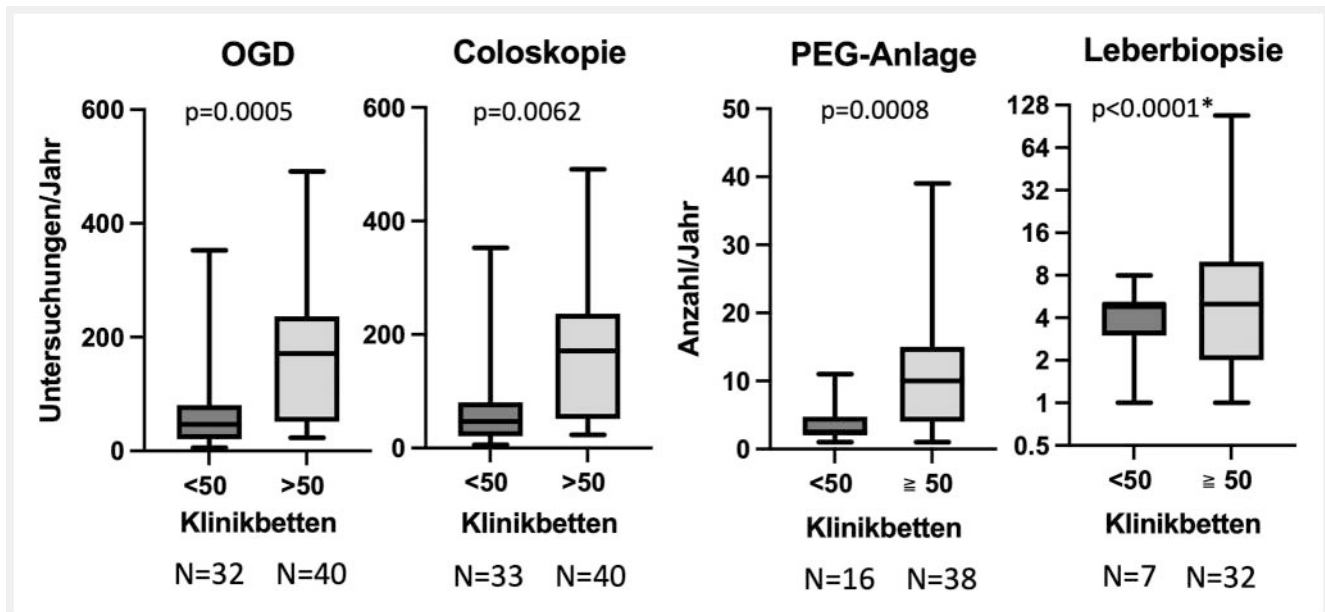 OGD
p=0.0005
Untersuchungen/Jahr
600
400
200
0
<50 >50
Klinikbetten
N=32 N=40
Coloskopie
p=0.0062
600
400
200
0
<50 >50
Klinikbetten
N=33 N=40
PEG-Anlage
p=0.0008
Anzahl/Jahr
50
40
30
20
10
0
<50 ≧ 50
Klinikbetten
N=16 N=38
Leberbiopsie
p<0.0001*
128
64
32
16
8
4
2
1
0.5
<50 ≧ 50
Klinikbetten
N=7 N=32